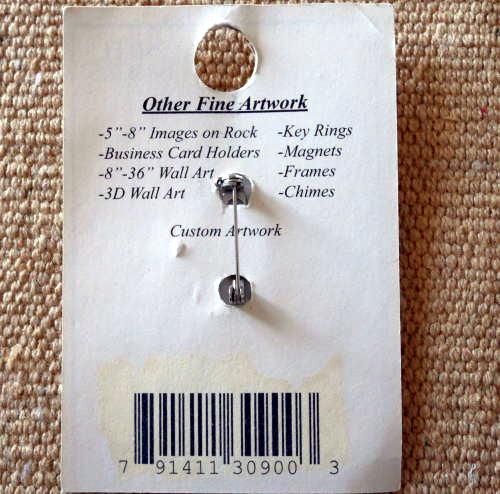 Other Fine Artwork
-5"-8" Images on Rock -Key Rings
-Business Card Holders -Magnets
-8"-36" Wall Art -Frames
-3D Wall Art -Chimes
Custom Artwork
7 91411 30900 3